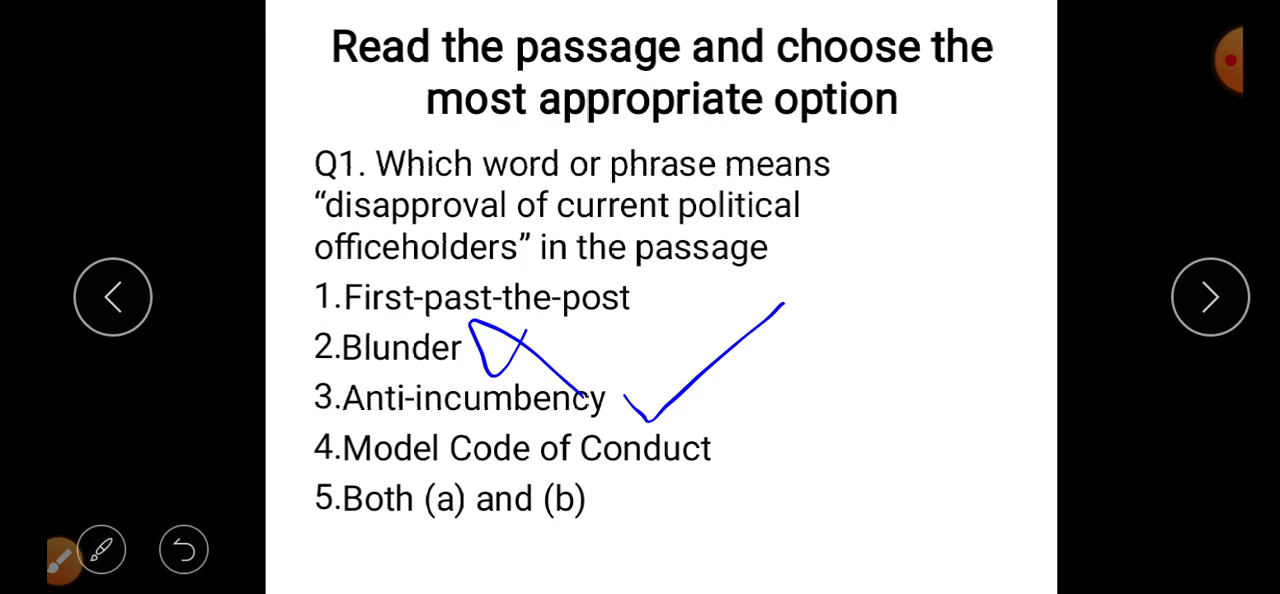 Read the passage and choose the
most appropriate option
Q1. Which word or phrase means
“disapproval of current political
officeholders” in the passage
1.First-past-the-post
2.Blunder
3.Anti-incumbency
4.Model Code of Conduct
5.Both (a) and (b)